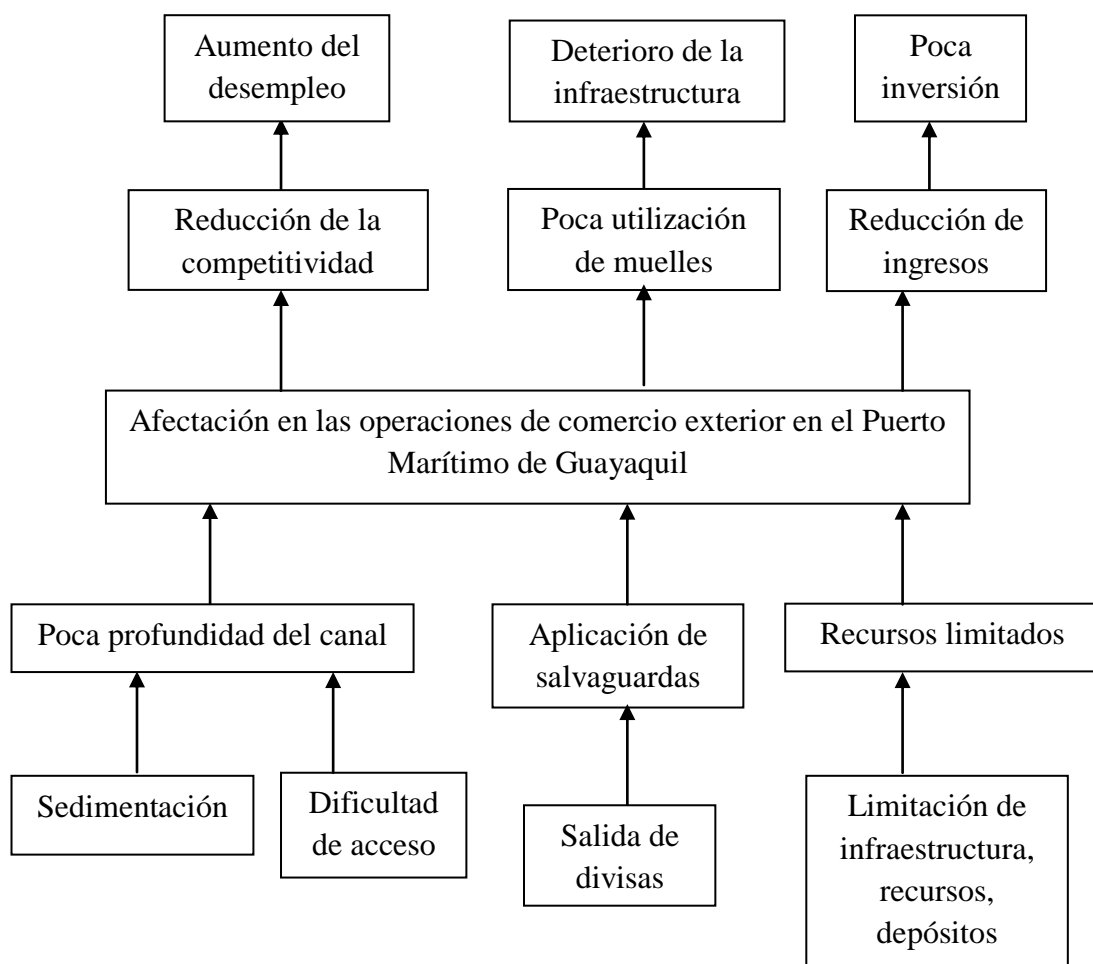 Aumento del
desempleo
Deterioro de la
infraestructura
Poca
inversión
Reducción de la
competitividad
Poca utilización
de muelles
Reducción de
ingresos
Afectación en las operaciones de comercio exterior en el Puerto
Marítimo de Guayaquil
Poca profundidad del canal
Aplicación de
salvaguardas
Recursos limitados
Sedimentación
Dificultad
de acceso
Salida de
divisas
Limitación de
infraestructura,
recursos,
depósitos